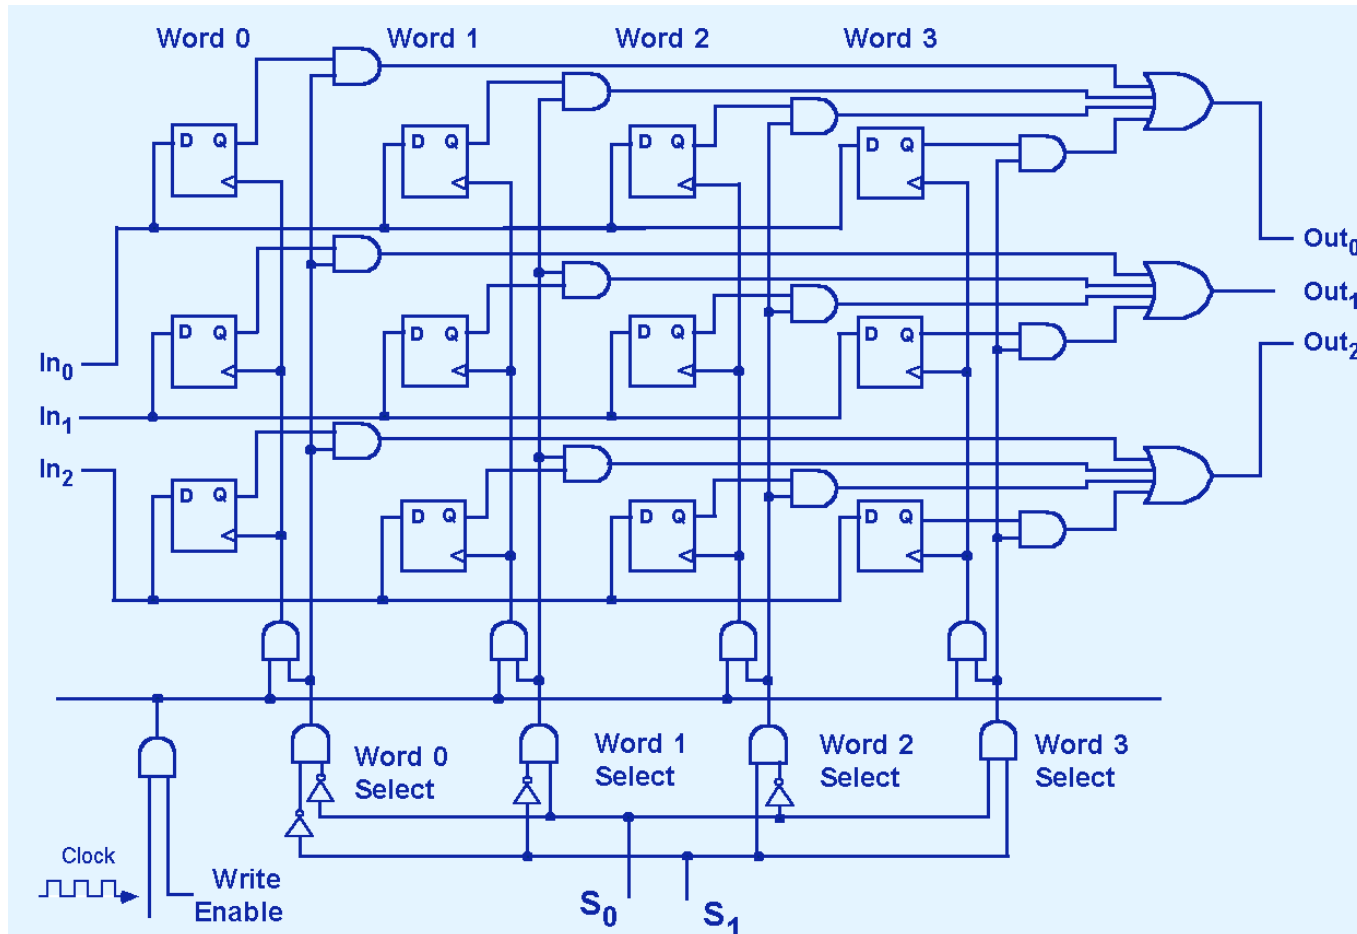 Word 0
Word 1
Word 2
Word 3
D Q
D Q
D Q
D Q
Out0
D Q
D Q
D Q
D Q
Out1
Out2
In0
In1
In2
D Q
D Q
D Q
D Q
Word 0
Select
Word 1
Select
Word 2
Select
Word 3
Select
Clock
Write
Enable
S0
S1